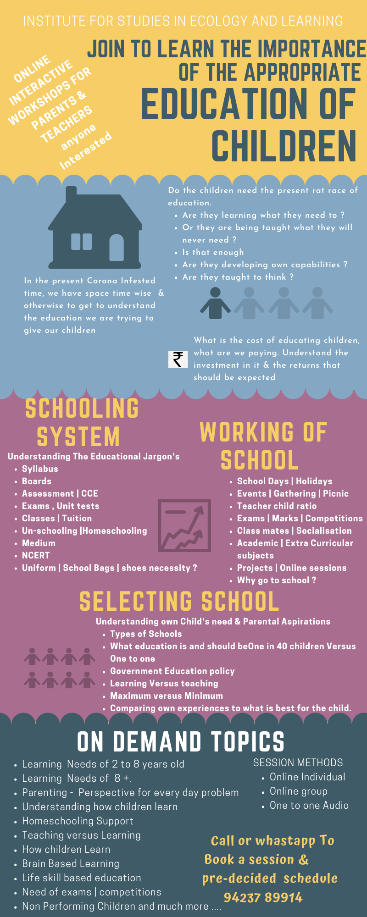 INSTITUTE FOR STUDIES IN ECOLOGY AND LEARNING
ONLINE
INTERACTIVE
WORKSHOPS FOR
PARENTS &
TEACHERS
anyone
Interested
JOIN TO LEARN THE IMPORTANCE
OF THE APPROPRIATE
EDUCATION OF
CHILDREN
Do the children need the present rat race of
education.
• Are they learning what they need to ?
• Or they are being taught what they will
never need ?
• Is that enough
• Are they developing own capabilities ?
• Are they taught to think ?
In the present Corona Infested
time, we have space time wise &
otherwise to get to understand
the education we are trying to
give our children
What is the cost of educating children,
what are we paying. Understand the
investment in it & the returns that
should be expected
₹
SCHOOLING
SYSTEM
Understanding The Educational Jargon's
• Syllabus
• Boards
• Assessment | CCE
• Exams , Unit tests
• Classes | Tuition
• Un-schooling |Homeschooling
• Medium
• NCERT
• Uniform | School Bags | shoes necessity ?
WORKING OF
SCHOOL
• School Days | Holidays
• Events | Gathering | Picnic
• Teacher child ratio
• Exams | Marks | Competitions
• Class mates | Socialisation
• Academic | Extra Curricular
subjects
• Projects | Online sessions
• Why go to school ?
SELECTING SCHOOL
Understanding own Child's need & Parental Aspirations
• Types of Schools
• What education is and should beOne in 40 children Versus
One to one
• Government Education policy
• Learning Versus teaching
• Maximum versus Minimum
• Comparing own experiences to what is best for the child.
ON DEMAND TOPICS
• Learning Needs of 2 to 8 years old
• Learning Needs of 8 +.
• Parenting - Perspective for every day problem
• Understanding how children learn
• Homeschooling Support
• Teaching versus Learning
• How children Learn
• Brain Based Learning
• Life skill based education
• Need of exams | competitions
• Non Performing Children and much more ....
SESSION METHODS
• Online Individual
• Online group
• One to one Audio
Call or whastapp To
Book a session &
pre-decided schedule
94237 89914